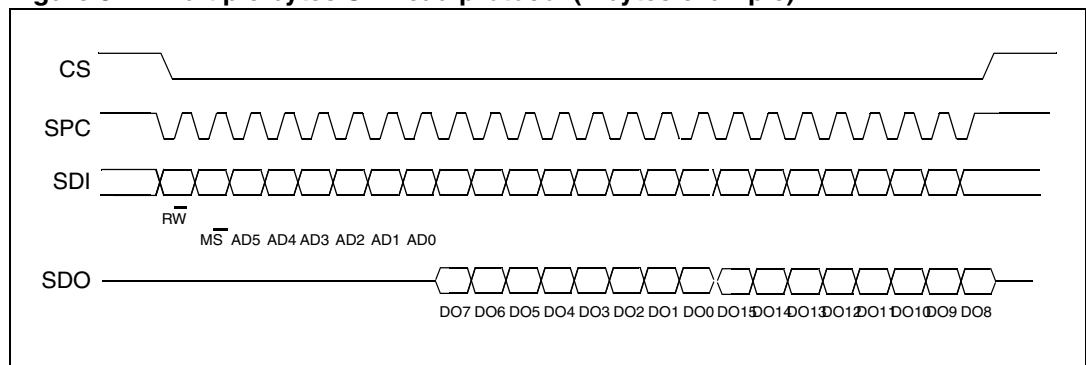 CS
SPC
SDI
RW
MS AD5 AD4 AD3 AD2 AD1 AD0
SDO
DO7 DO6 DO5 DO4 DO3 DO2 DO1 DO0 DO15 DO14 DO13 DO12 DO11 DO10 DO9 DO8